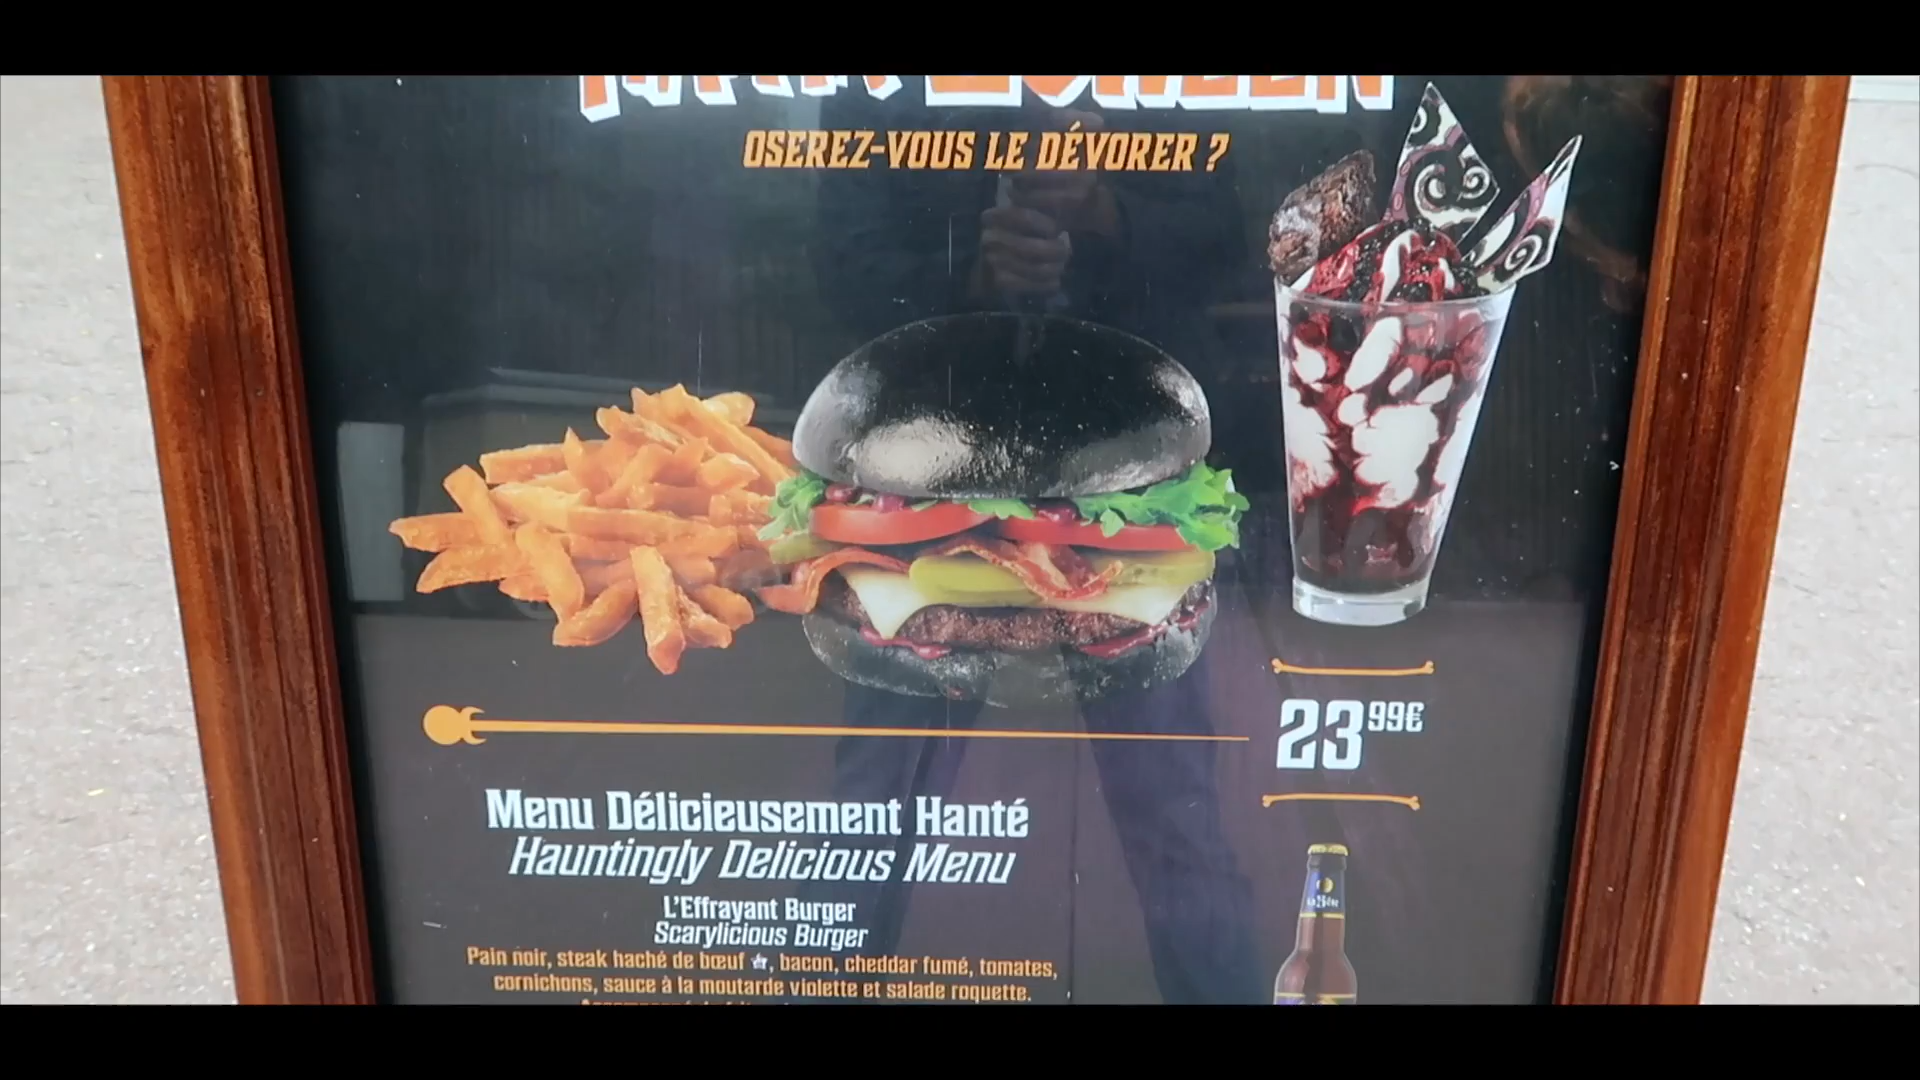 OSEREZ-VOUS LE DÉVORER ?
23 99€
Menu Délicieusement Hanté
Hauntingly Delicious Menu
L'Effrayant Burger
Scarylicious Burger
Pain noir, steak haché de bœuf , bacon, cheddar fumé, tomates,
cornichons, sauce à la moutarde violette et salade roquette.